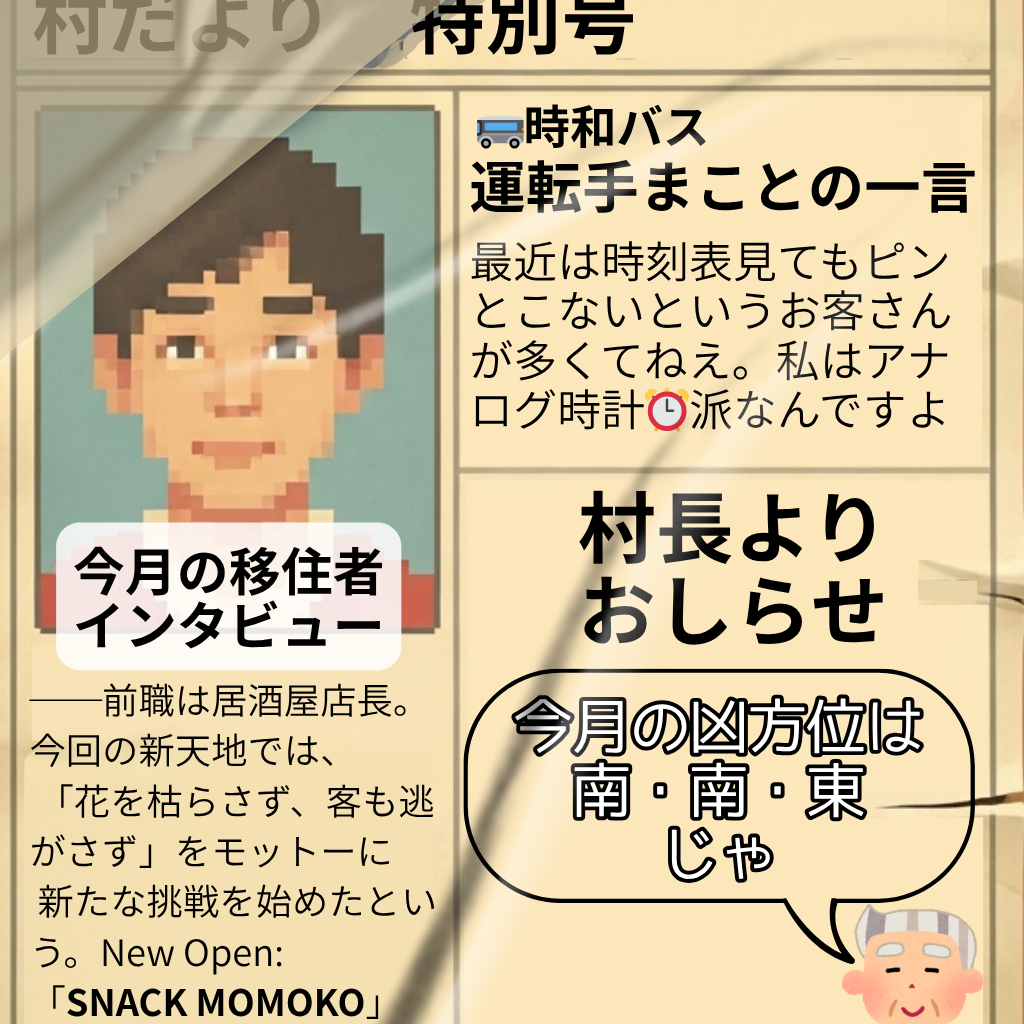 村だより
特別号
時和バス
運転手まことの一言
最近は時刻表見てもピン
とこないというお客さん
が多くてねえ。私はアナ
ログ時計⏰派なんですよ
今月の移住者
インタビュー
──前職は居酒屋店長。
今回の新天地では、
「花を枯らさず、客も逃
がさず」をモットーに
新たな挑戦を始めたとい
う。New Open:
「SNACK MOMOKO」
村長より
おしらせ
今月の凶方位は
南・南・東
じゃ